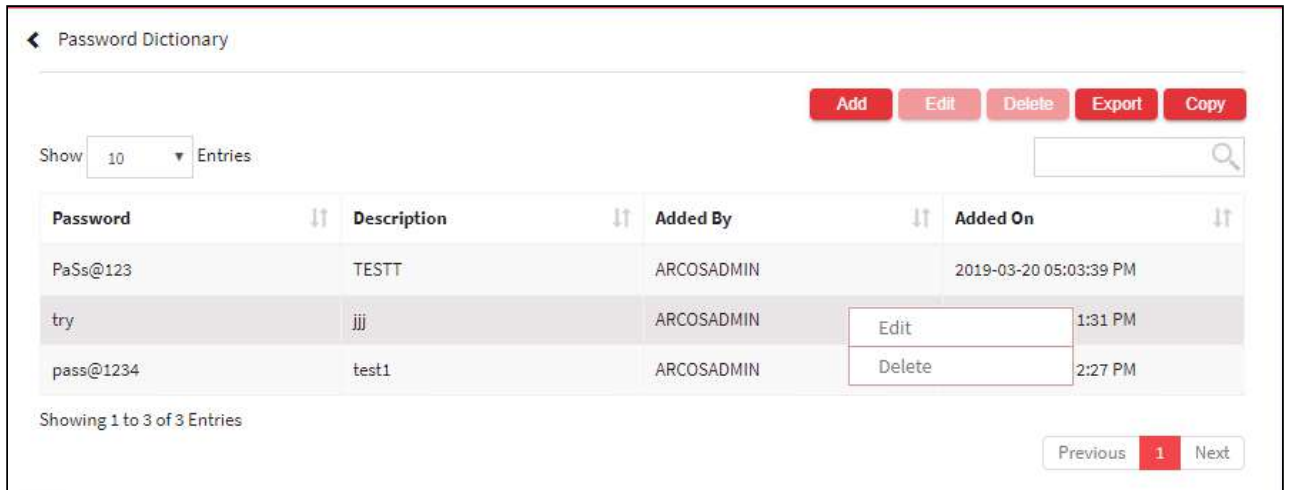 Password Dictionary
Add Edit Delete Export Copy
Show 10 Entries
Password Description Added By Added On
PaSs@123 TESTT ARCOSADMIN 2019-03-20 05:03:39 PM
try jjj ARCOSADMIN 1:31 PM
Edit
Delete
pass@1234 test1 ARCOSADMIN 2:27 PM
Showing 1 to 3 of 3 Entries
Previous 1 Next